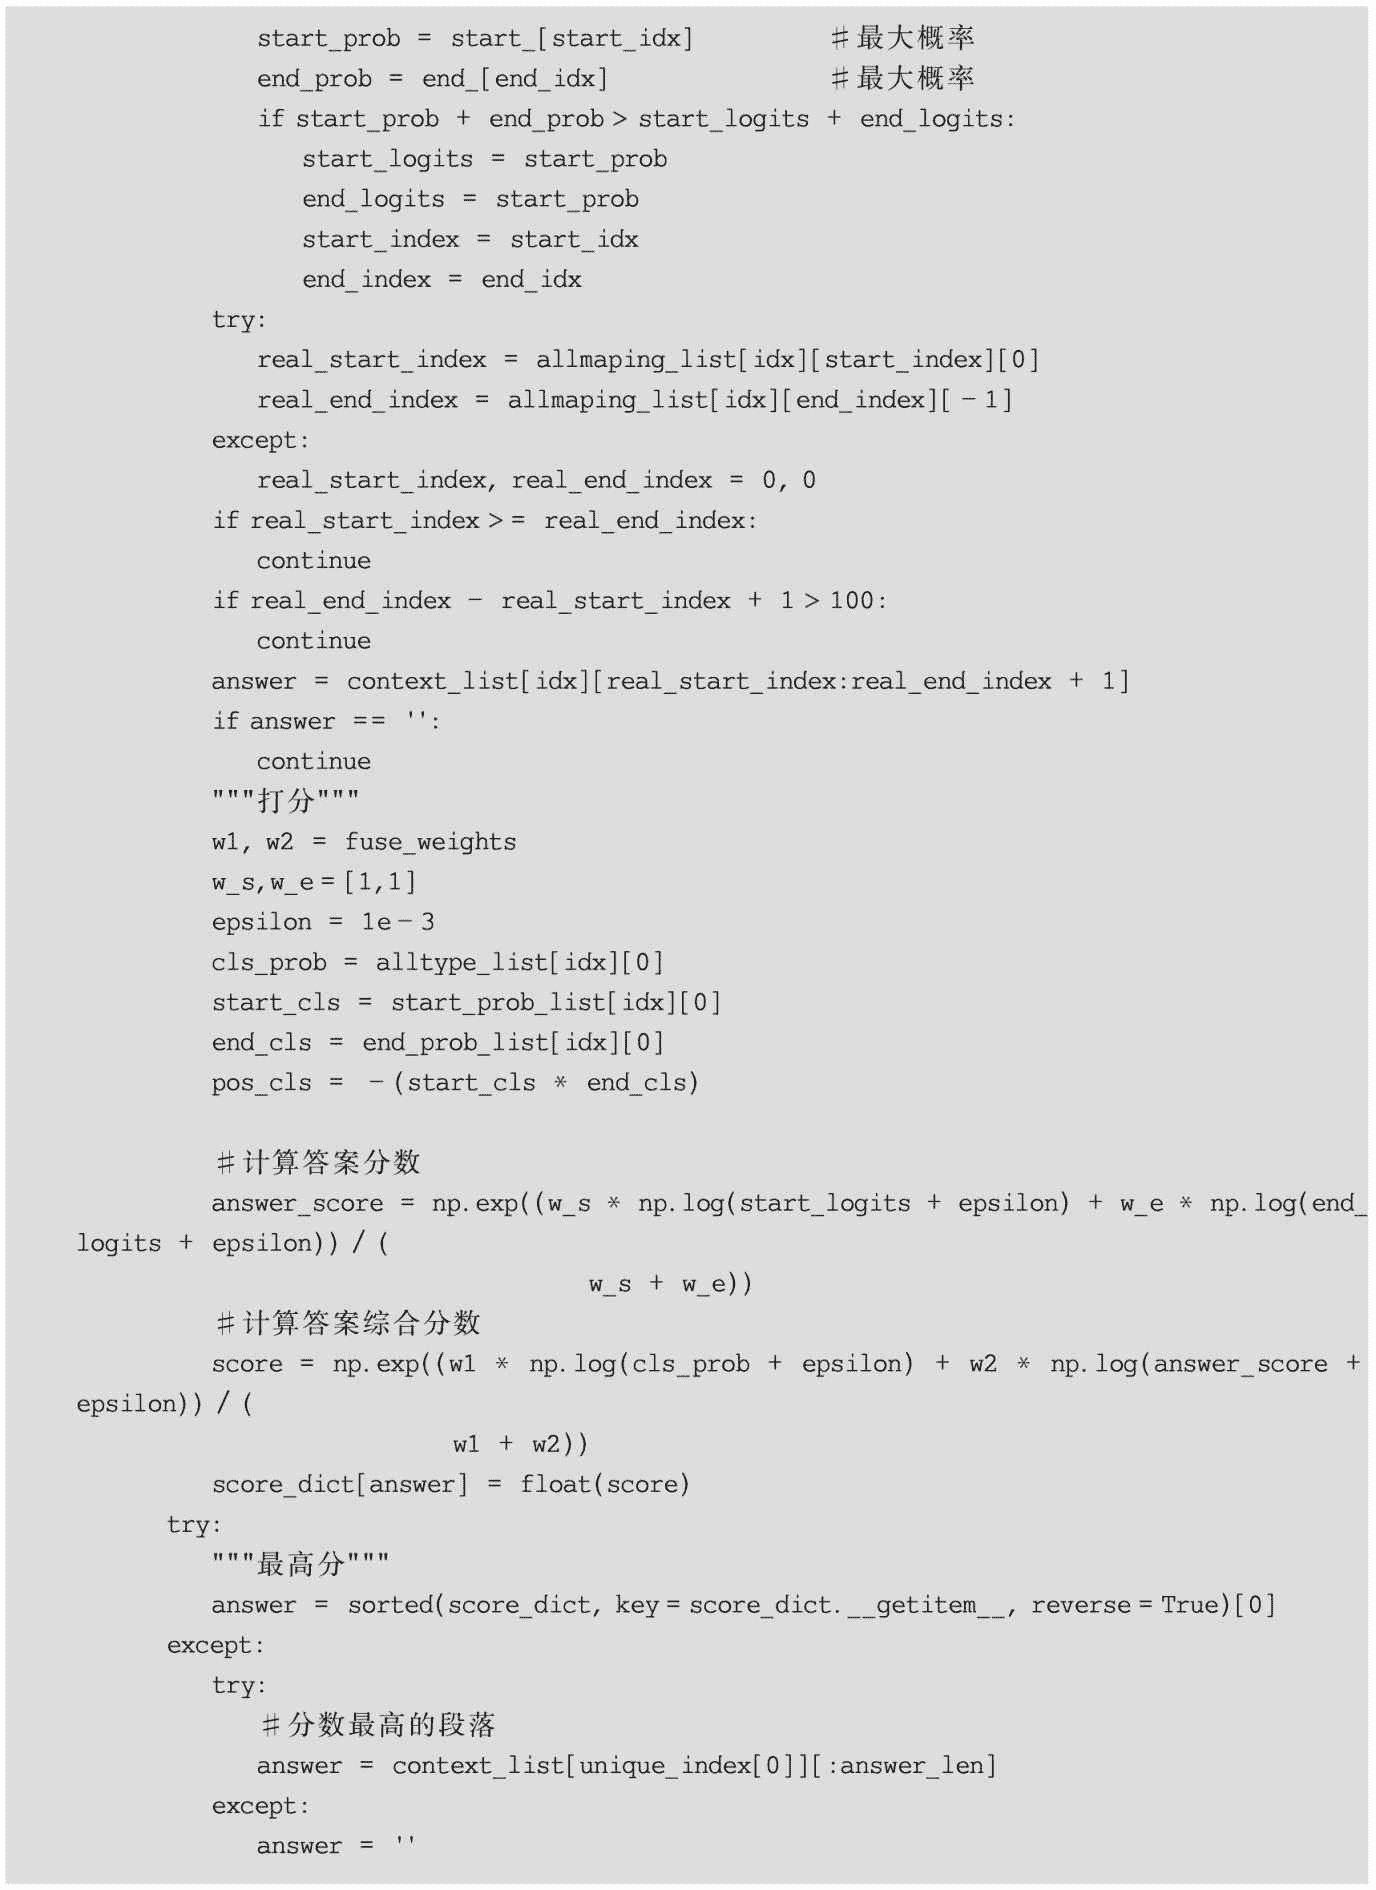 start_prob = start_[start_idx] #最大概率
end_prob = end_[end_idx] #最大概率
if start_prob + end_prob > start_logits + end_logits:
start_logits = start_prob
end_logits = start_prob
start_index = start_idx
end_index = end_idx
try:
real_start_index = allmaping_list[idx][start_index][0]
real_end_index = allmaping_list[idx][end_index][-1]
except:
real_start_index, real_end_index = 0, 0
if real_start_index >= real_end_index:
continue
if real_end_index - real_start_index + 1 > 100:
continue
answer = context_list[idx][real_start_index:real_end_index + 1]
if answer == '':
continue
"""打分"""
w1, w2 = fuse_weights
w_s,w_e=[1,1]
epsilon = 1e-3
cls_prob = alltype_list[idx][0]
start_cls = start_prob_list[idx][0]
end_cls = end_prob_list[idx][0]
pos_cls = -(start_cls * end_cls)
#计算答案分数
answer_score = np.exp((w_s * np.log(start_logits + epsilon) + w_e * np.log(end_
logits + epsilon)) / (
w_s + w_e))
#计算答案综合分数
score = np.exp((w1 * np.log(cls_prob + epsilon) + w2 * np.log(answer_score +
epsilon)) / (
w1 + w2))
score_dict[answer] = float(score)
try:
"""最高分"""
answer = sorted(score_dict, key=score_dict.__getitem__, reverse=True)[0]
except:
try:
#分数最高的段落
answer = context_list[unique_index[0]][:answer_len]
except:
answer = ''